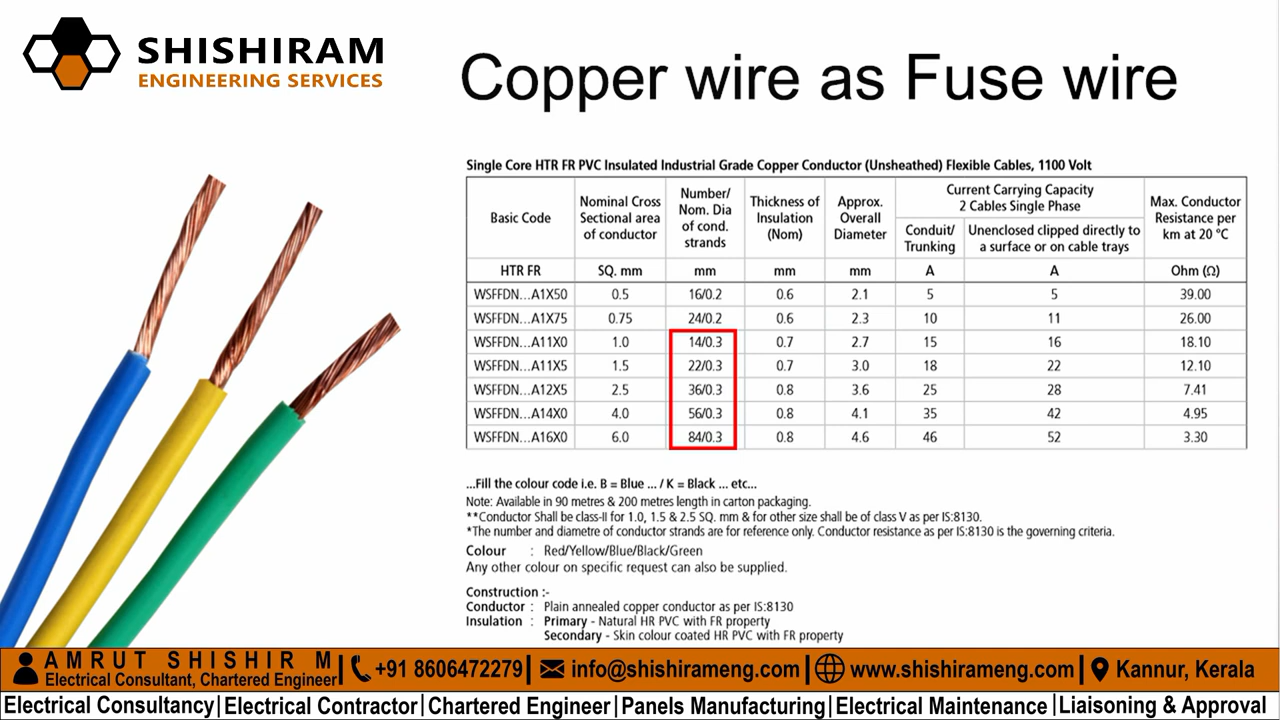 SHISHIRAM
ENGINEERING SERVICES
Copper wire as Fuse wire
Single Core HTR FR PVC Insulated Industrial Grade Copper Conductor (Unsheathed) Flexible Cables, 1100 Volt
Basic Code | Nominal Cross Sectional area of conductor | Number/ Nom. Dia of cond. strands | Thickness of Insulation (Nom) | Approx. Overall Diameter | Current Carrying Capacity 2 Cables Single Phase | Max. Conductor Resistance per km at 20 °C
Conduit/ Trunking | Unenclosed clipped directly to a surface or on cable trays
HTR FR | SQ. mm | mm | mm | mm | A | A | Ohm (Ω)
WSFFDN...A1X50 | 0.5 | 16/0.2 | 0.6 | 2.1 | 5 | 5 | 39.00
WSFFDN...A1X75 | 0.75 | 24/0.2 | 0.6 | 2.3 | 10 | 11 | 26.00
WSFFDN...A11X0 | 1.0 | 14/0.3 | 0.7 | 2.7 | 15 | 16 | 18.10
WSFFDN...A11X5 | 1.5 | 22/0.3 | 0.7 | 3.0 | 18 | 22 | 12.10
WSFFDN...A12X5 | 2.5 | 36/0.3 | 0.8 | 3.6 | 25 | 28 | 7.41
WSFFDN...A14X0 | 4.0 | 56/0.3 | 0.8 | 4.1 | 35 | 42 | 4.95
WSFFDN...A16X0 | 6.0 | 84/0.3 | 0.8 | 4.6 | 46 | 52 | 3.30
...Fill the colour code i.e. B = Blue ... / K = Black ... etc...
Note: Available in 90 metres & 200 metres length in carton packaging.
**Conductor Shall be class-II for 1.0, 1.5 & 2.5 SQ. mm & for other size shall be of class V as per IS:8130.
*The number and diametre of conductor strands are for reference only. Conductor resistance as per IS:8130 is the governing criteria.
Colour : Red/Yellow/Blue/Black/Green
Any other colour on specific request can also be supplied.
Construction :-
Conductor : Plain annealed copper conductor as per IS:8130
Insulation : Primary - Natural HR PVC with FR property
Secondary - Skin colour coated HR PVC with FR property
AMRUT SHISHIR M
Electrical Consultant, Chartered Engineer
+91 8606472279
info@shishirameng.com
www.shishirameng.com
Kannur, Kerala
Electrical Consultancy|Electrical Contractor|Chartered Engineer|Panels Manufacturing|Electrical Maintenance|Liaisoning & Approval